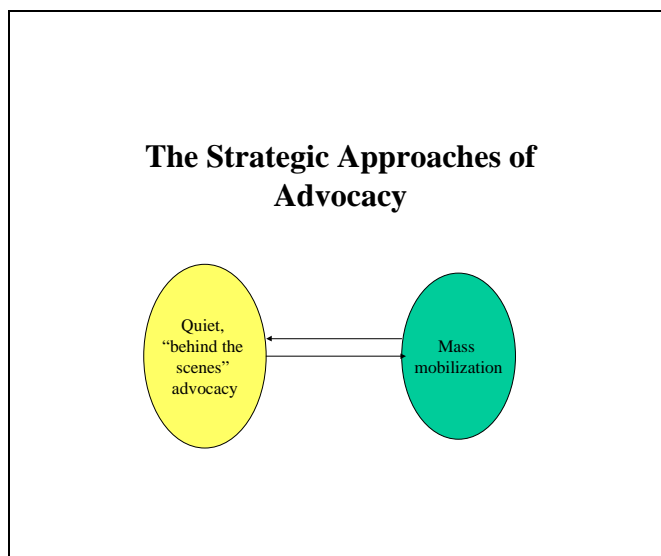 The Strategic Approaches of
Advocacy
Quiet,
“behind the
scenes”
advocacy
Mass
mobilization